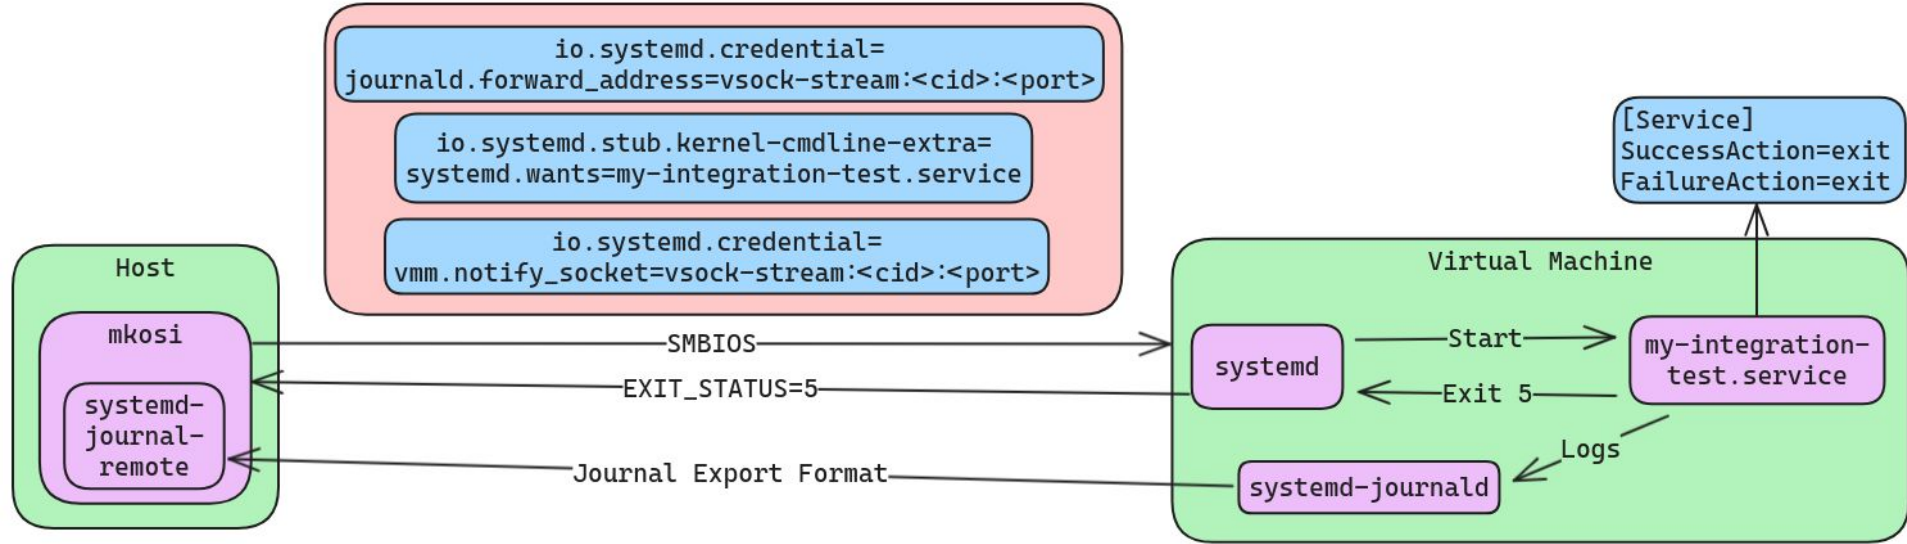 io.systemd.credential=
journald.forward_address=vsock-stream:<cid>:<port>
io.systemd.stub.kernel-cmdline-extra=
systemd.wants=my-integration-test.service
io.systemd.credential=
vmm.notify_socket=vsock-stream:<cid>:<port>
[Service]
SuccessAction=exit
FailureAction=exit
Host
mkosi
systemd-
journal-
remote
SMBIOS
EXIT_STATUS=5
Journal Export Format
Virtual Machine
systemd
Start
Exit 5
my-integration-
test.service
Logs
systemd-journald